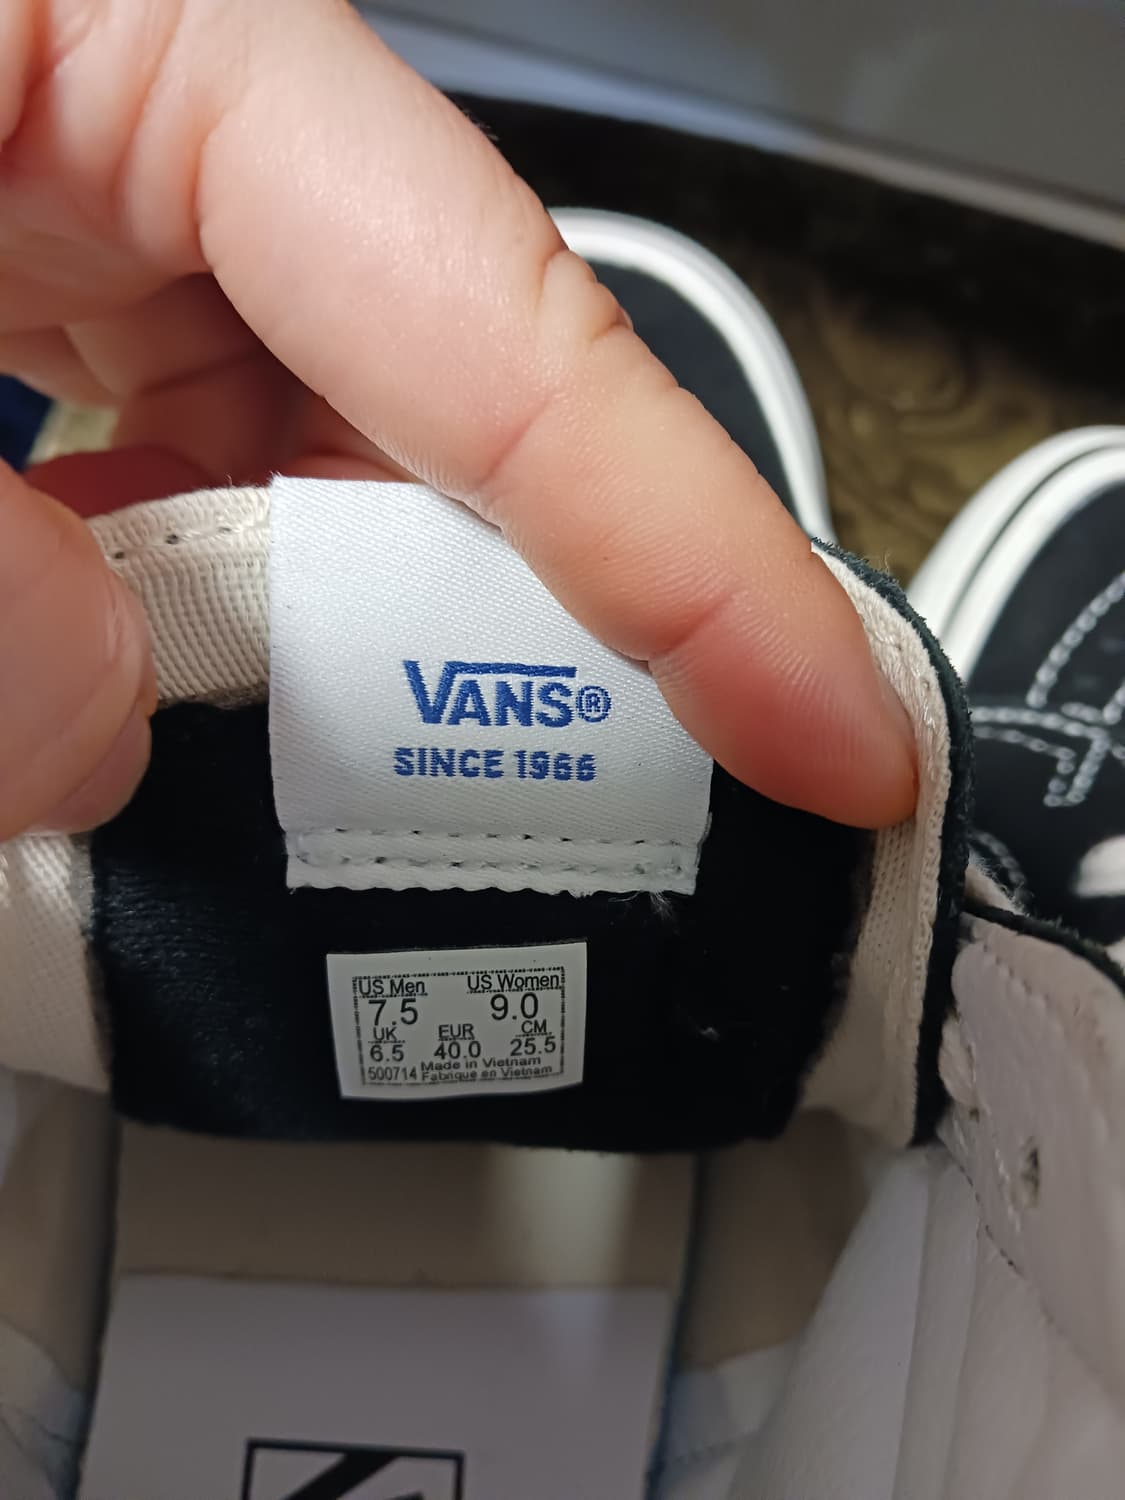 VANS®
SINCE 1966
US Men US Women
7.5 9.0
UK EUR CM
6.5 40.0 25.5
500714 Made in Vietnam
Fabrique en Vietnam